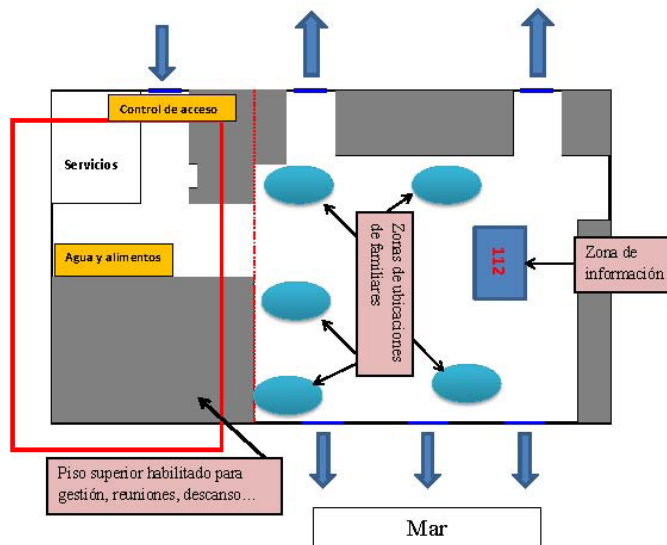 Control de acceso
Servicios
Agua y alimentos
Zonas de ubicaciones
de familiares
112
Zona de
información
Piso superior habilitado para
gestión, reuniones, descanso...
Mar